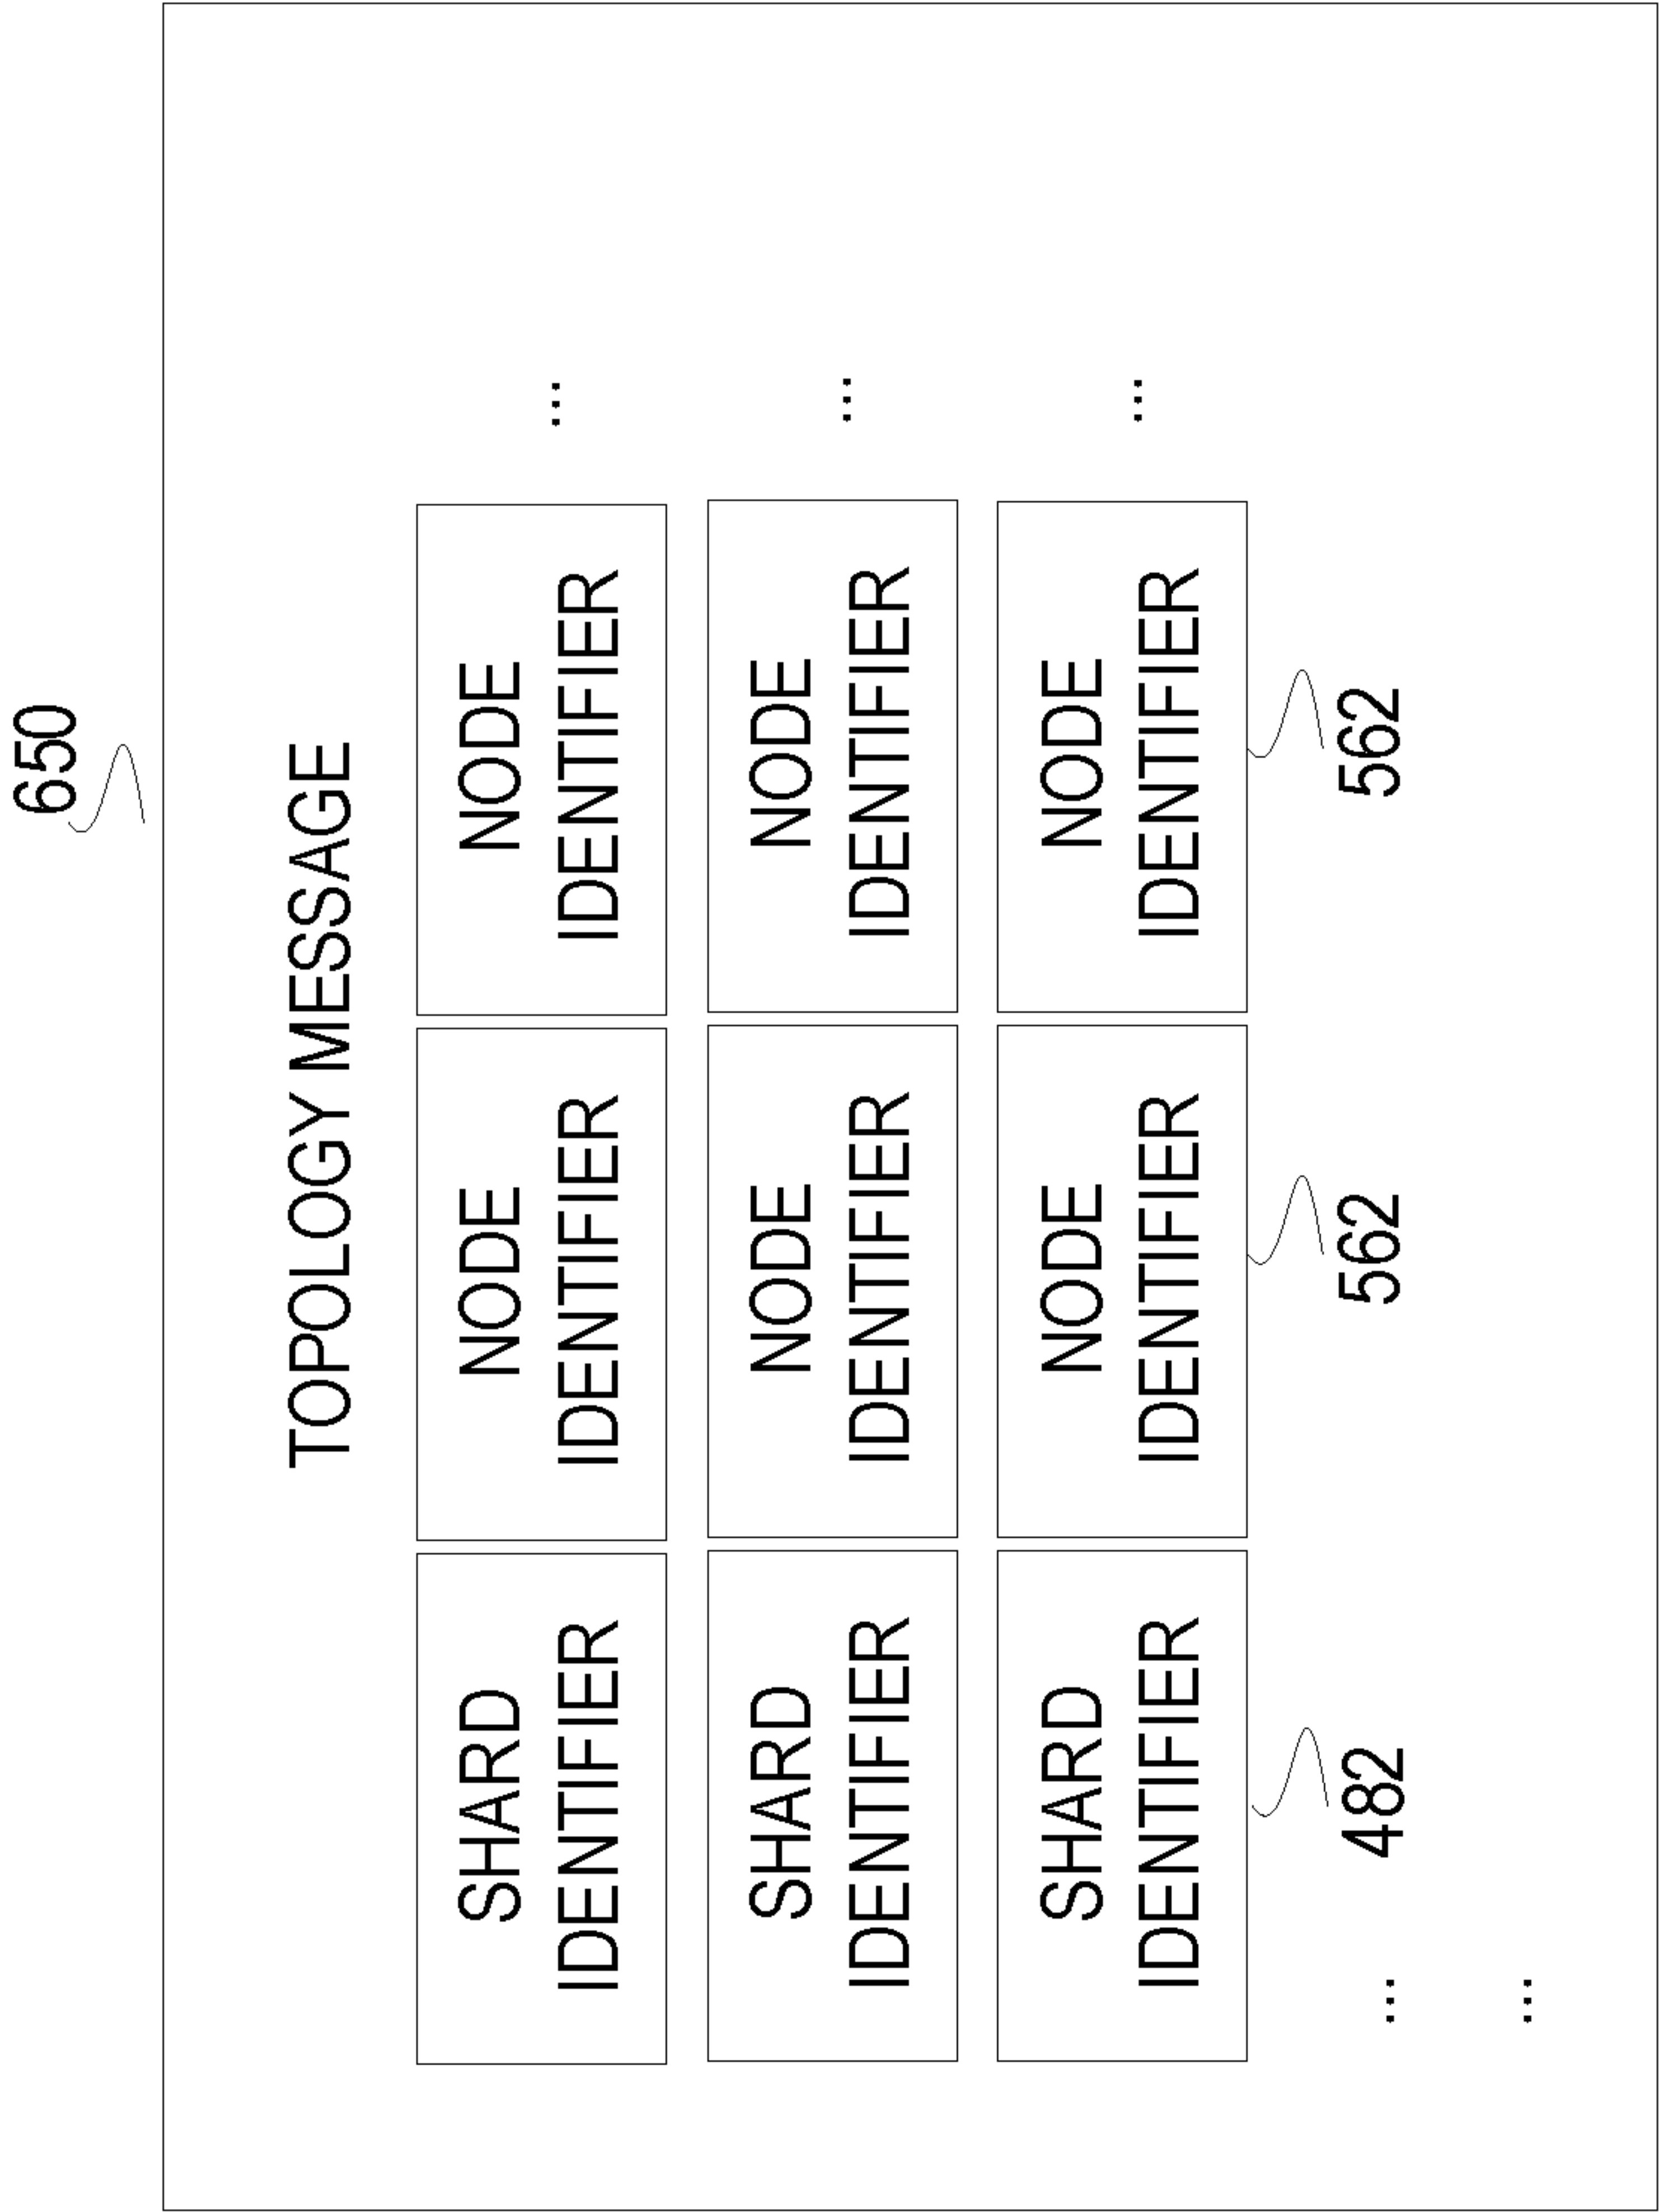 650
TOPOLOGY MESSAGE
SHARD
IDENTIFIER
NODE
IDENTIFIER
NODE
IDENTIFIER
...
SHARD
IDENTIFIER
NODE
IDENTIFIER
NODE
IDENTIFIER
...
SHARD
IDENTIFIER
NODE
IDENTIFIER
NODE
IDENTIFIER
...
...
482
562
562
...